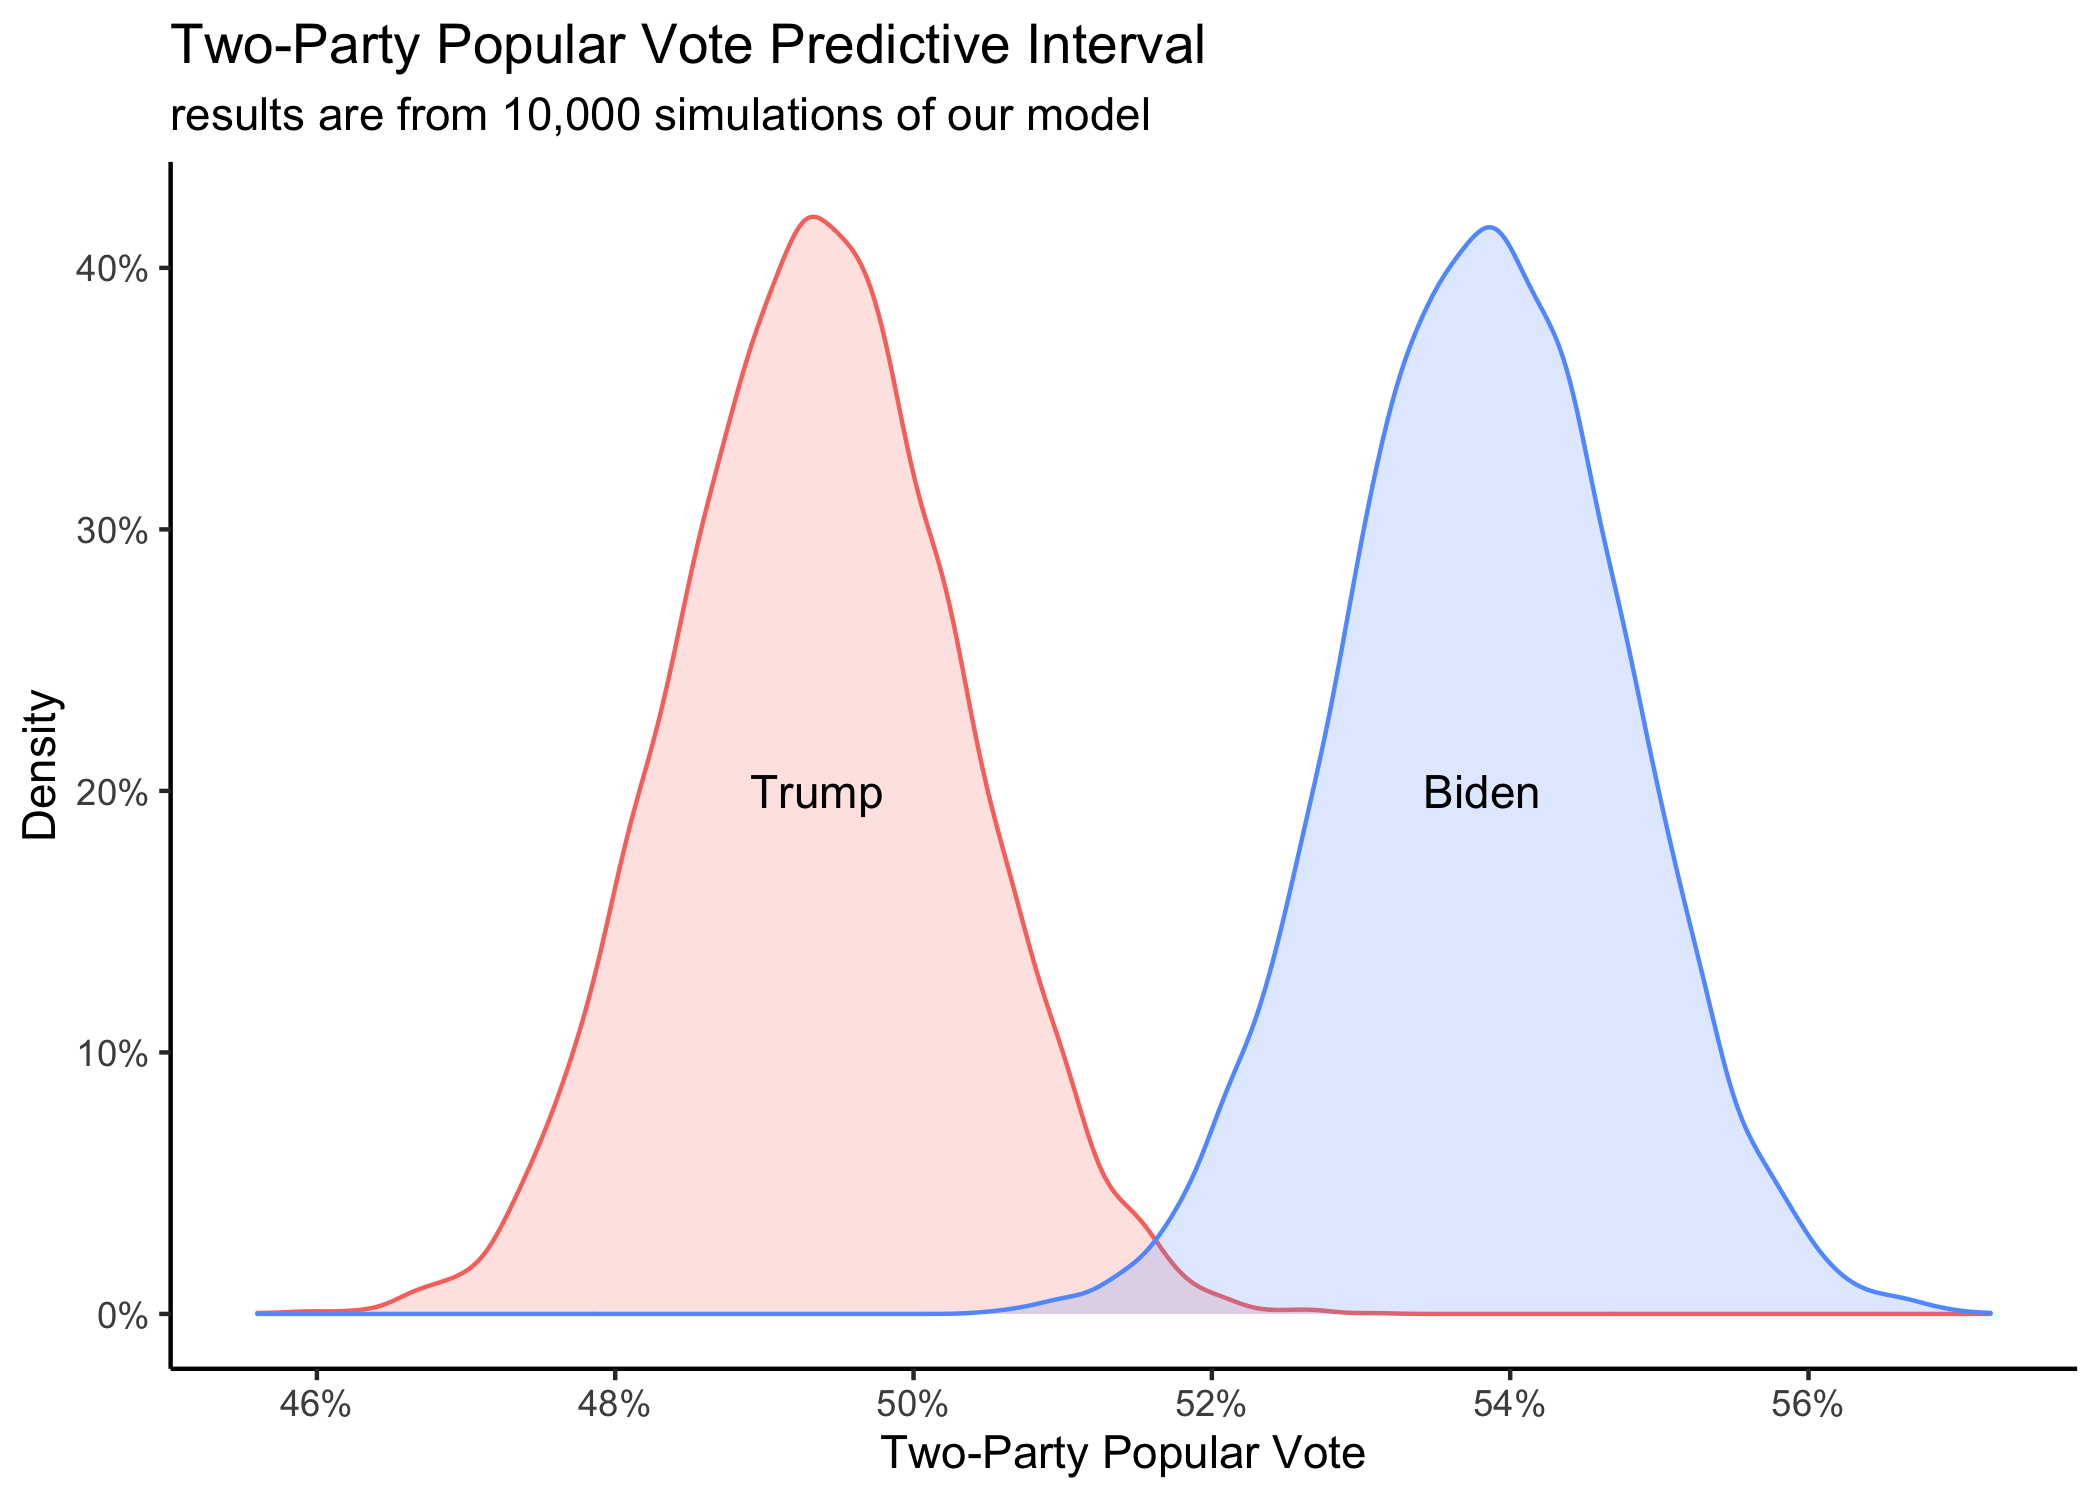 Two-Party Popular Vote Predictive Interval
results are from 10,000 simulations of our model
Density
40%
30%
20%
10%
0%
Trump
Biden
46%
48%
50%
52%
54%
56%
Two-Party Popular Vote